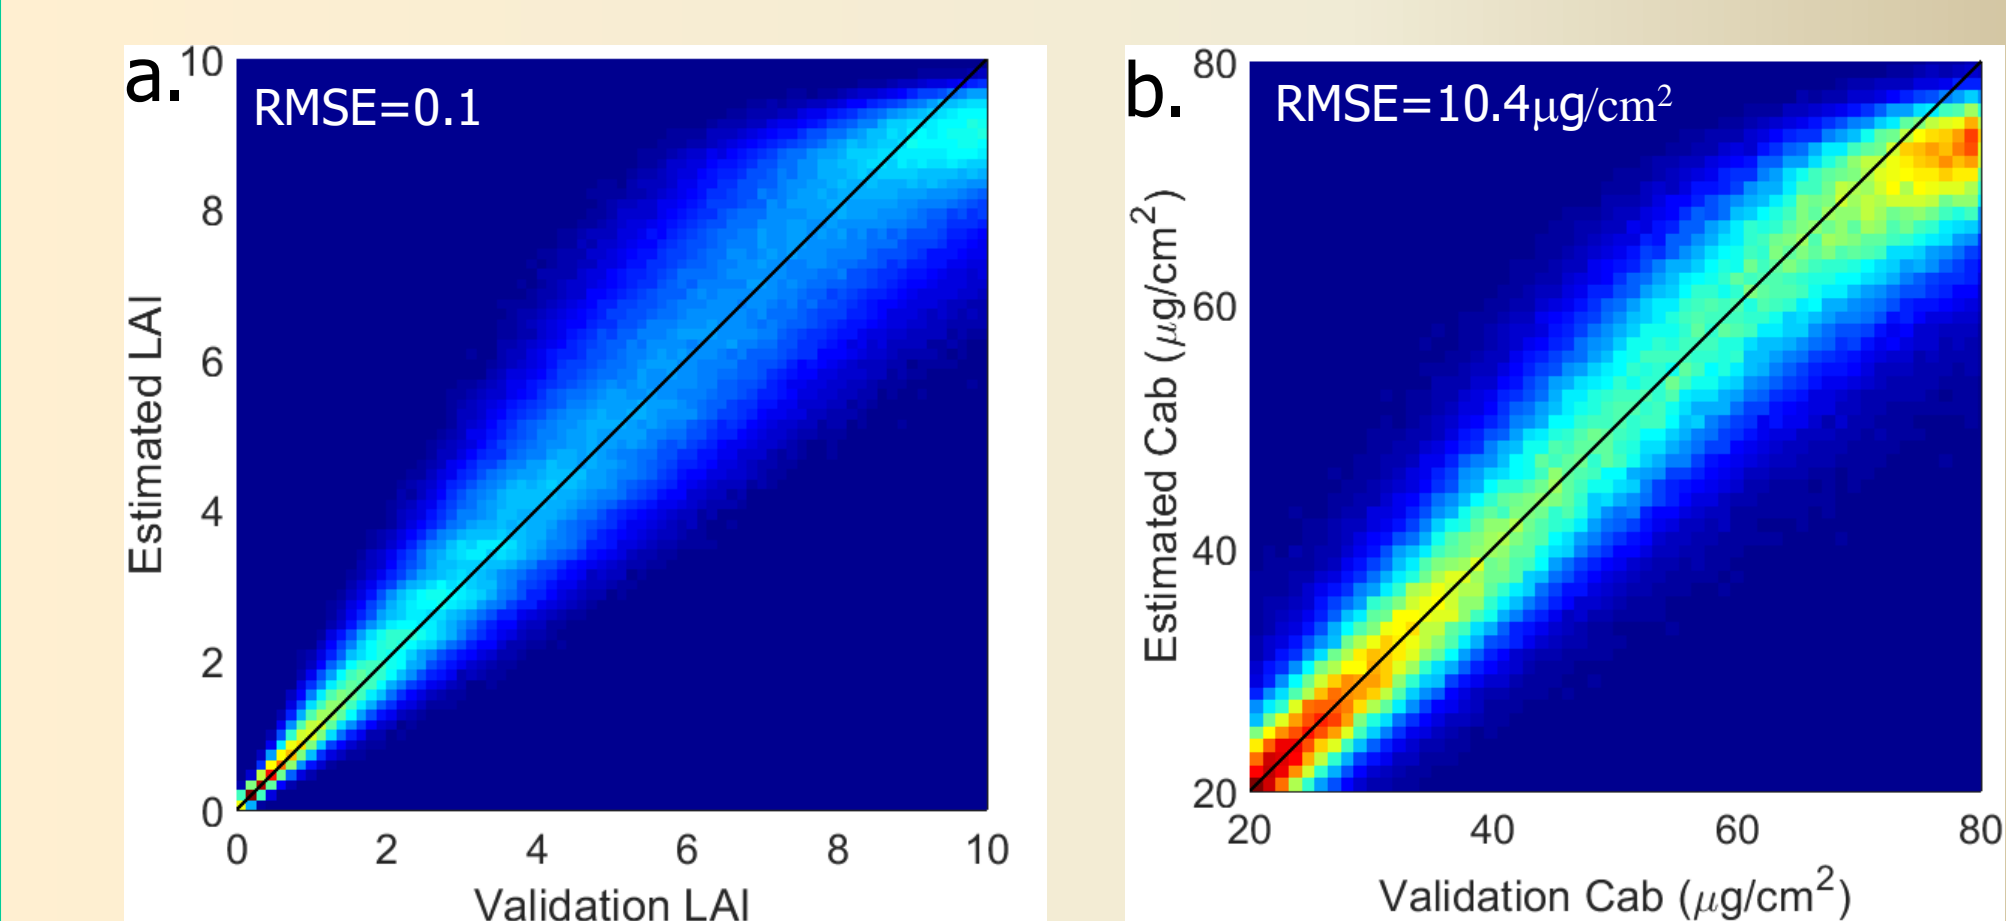 a.
RMSE=0.1
10
8
6
4
2
0
Estimated LAI
0 2 4 6 8 10
Validation LAI
b.
RMSE=10.4μg/cm²
80
60
40
20
Estimated Cab (μg/cm²)
20 40 60 80
Validation Cab (μg/cm²)